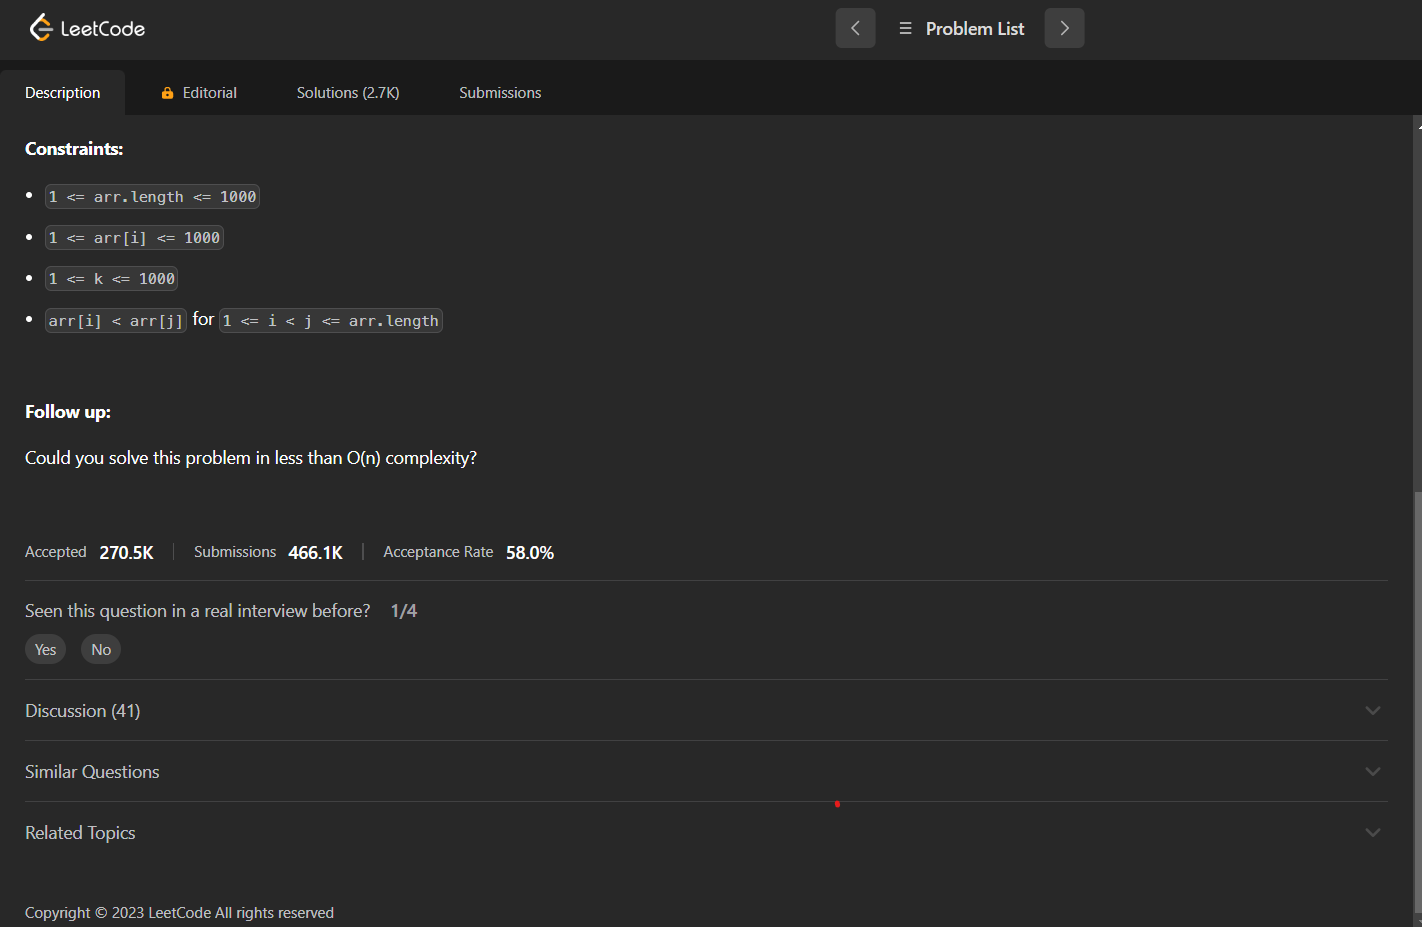 LeetCode
Problem List
Description Editorial Solutions (2.7K) Submissions
Constraints:
• 1 <= arr.length <= 1000
• 1 <= arr[i] <= 1000
• 1 <= k <= 1000
• arr[i] < arr[j] for 1 <= i < j <= arr.length
Follow up:
Could you solve this problem in less than O(n) complexity?
Accepted 270.5K | Submissions 466.1K | Acceptance Rate 58.0%
Seen this question in a real interview before? 1/4
Yes No
Discussion (41)
Similar Questions
Related Topics
Copyright © 2023 LeetCode All rights reserved